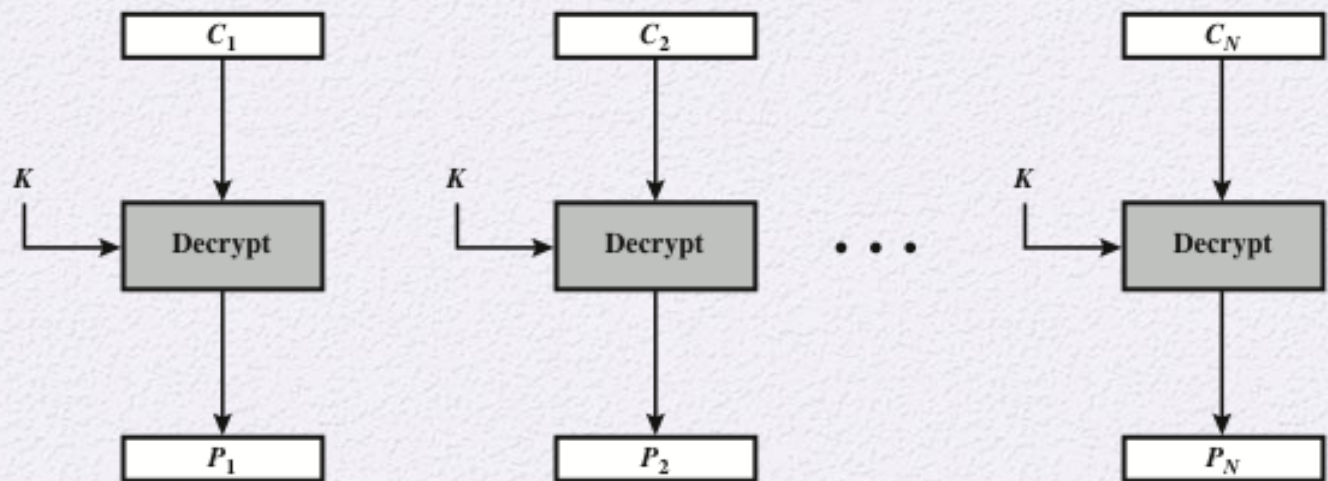 C1 C2 CN
K K K
Decrypt Decrypt • • • Decrypt
P1 P2 PN